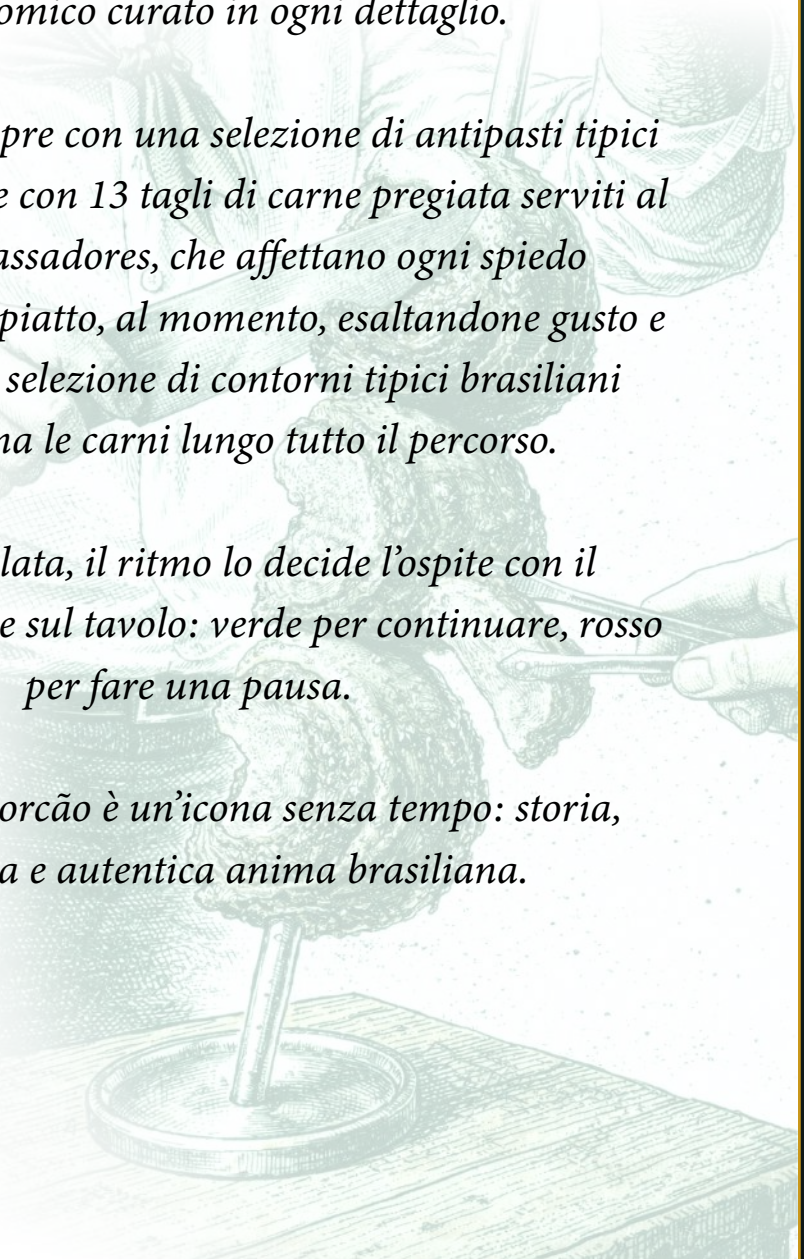 omico curato in ogni dettaglio.
pre con una selezione di antipasti tipici
e con 13 tagli di carne pregiata serviti al
assadores, che affettano ogni spiedo
piatto, al momento, esaltandone gusto e
selezione di contorni tipici brasiliani
na le carni lungo tutto il percorso.
lata, il ritmo lo decide l’ospite con il
e sul tavolo: verde per continuare, rosso
per fare una pausa.
orcão è un’icona senza tempo: storia,
a e autentica anima brasiliana.